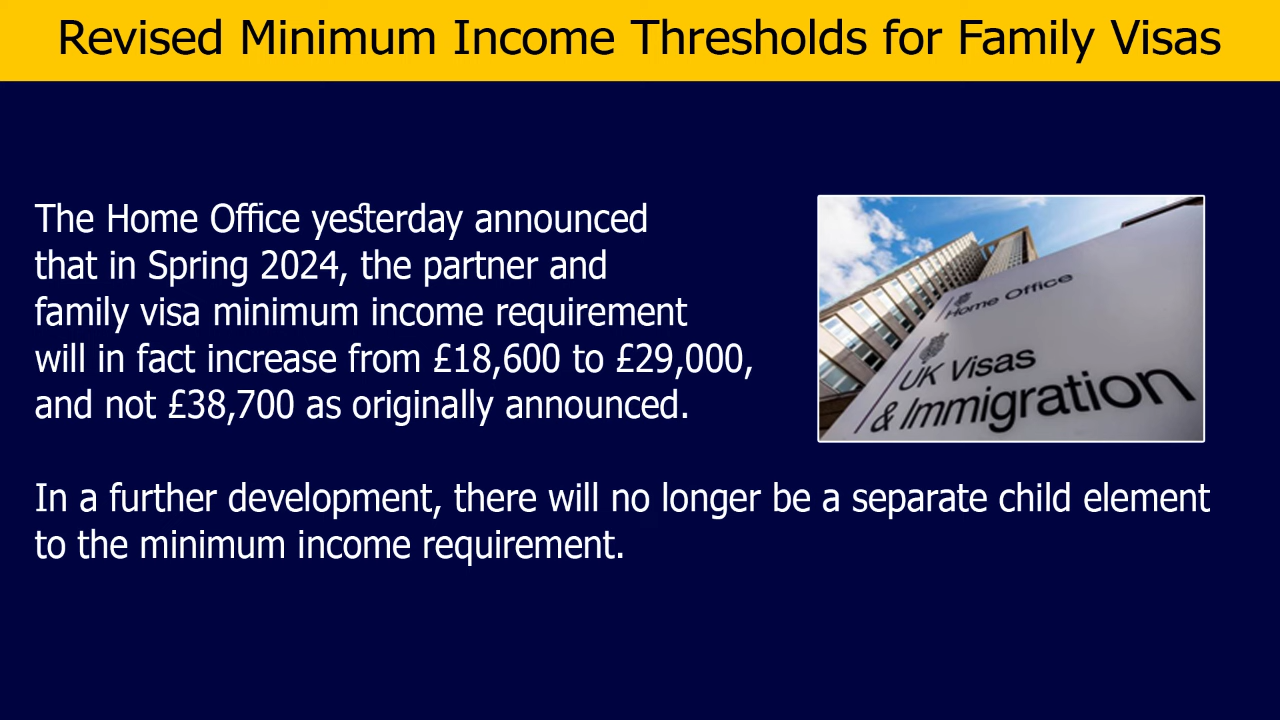 Revised Minimum Income Thresholds for Family Visas
The Home Office yesterday announced
that in Spring 2024, the partner and
family visa minimum income requirement
will in fact increase from £18,600 to £29,000,
and not £38,700 as originally announced.
Home Office
UK Visas
& Immigration
In a further development, there will no longer be a separate child element
to the minimum income requirement.